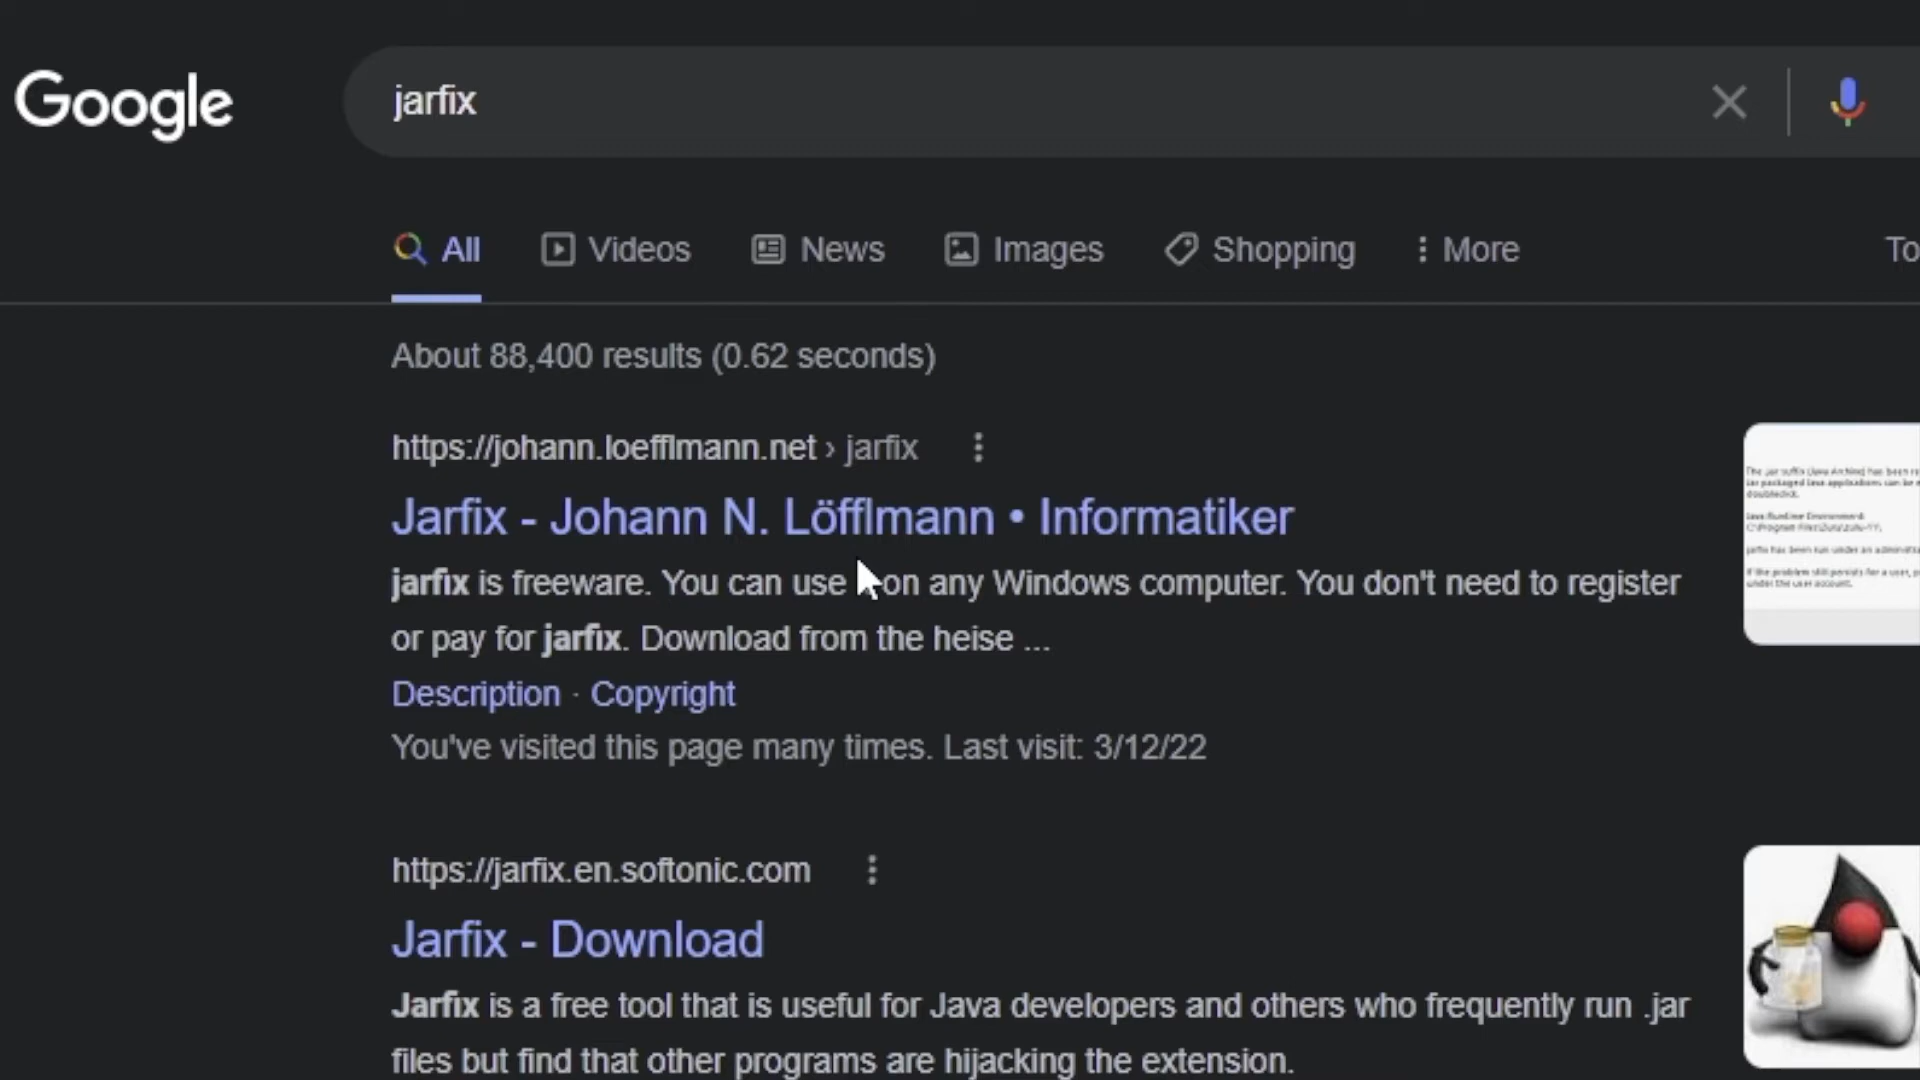 Google
jarfix
All Videos News Images Shopping More To
About 88,400 results (0.62 seconds)
https://johann.loefflmann.net › jarfix
Jarfix - Johann N. Löfflmann • Informatiker
jarfix is freeware. You can use on any Windows computer. You don't need to register
or pay for jarfix. Download from the heise ...
Description · Copyright
You've visited this page many times. Last visit: 3/12/22
https://jarfix.en.softonic.com
Jarfix - Download
Jarfix is a free tool that is useful for Java developers and others who frequently run .jar
files but find that other programs are hijacking the extension.